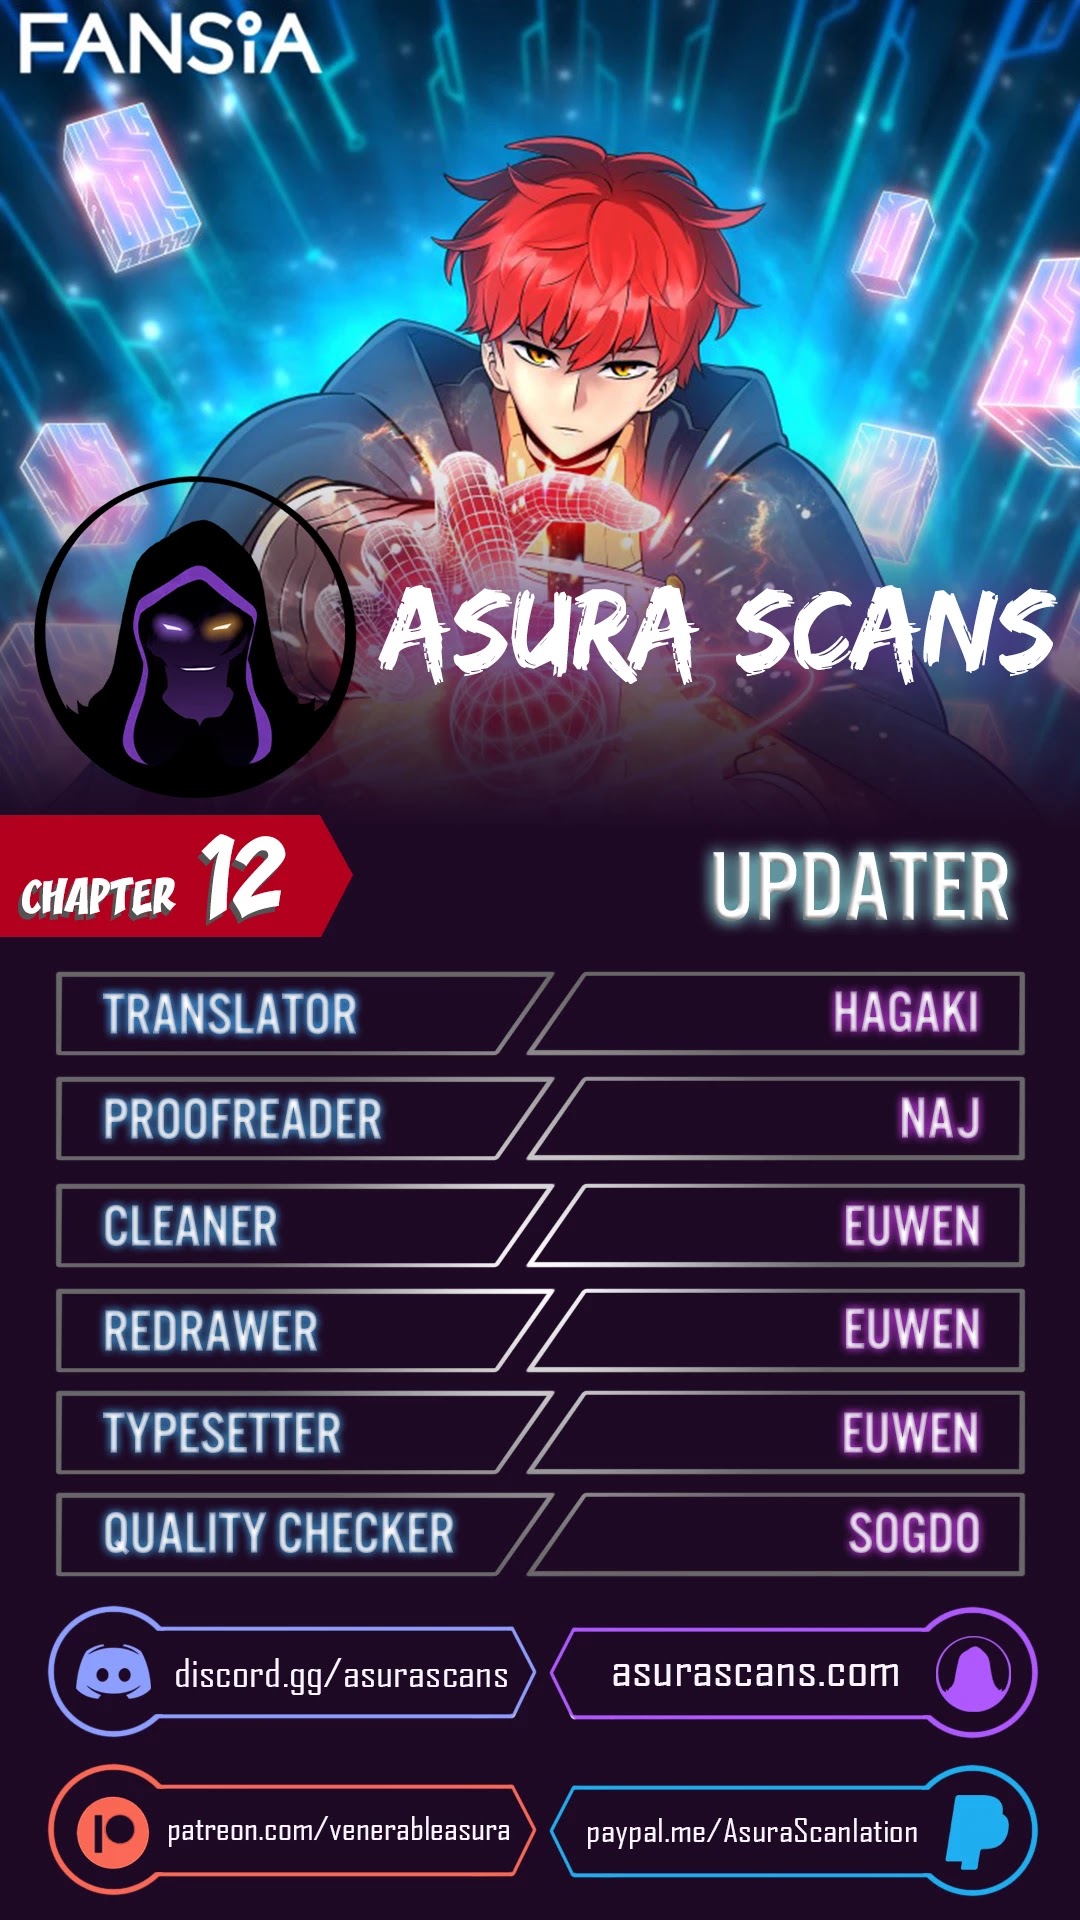 FANSiA
ASURA SCANS
CHAPTER 12
UPDATER
TRANSLATOR HAGAKI
PROOFREADER NAJ
CLEANER EUWEN
REDRAWER EUWEN
TYPESETTER EUWEN
QUALITY CHECKER SOGDO
discord.gg/asurascans asurascans.com
patreon.com/venerableasura paypal.me/AsuraScanlation